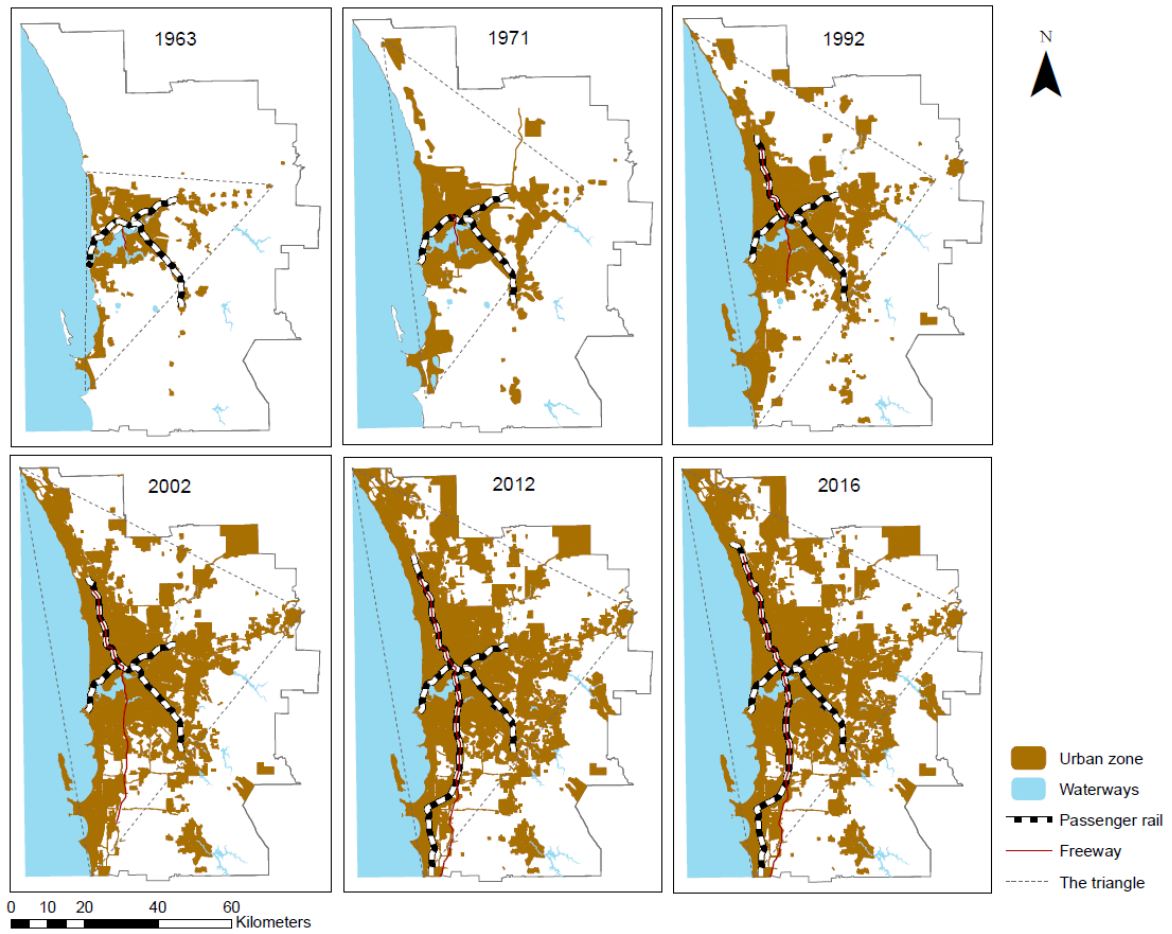 1963
1971
1992
N
2002
2012
2016
Urban zone
Waterways
Passenger rail
Freeway
The triangle
0 10 20 40 60
Kilometers